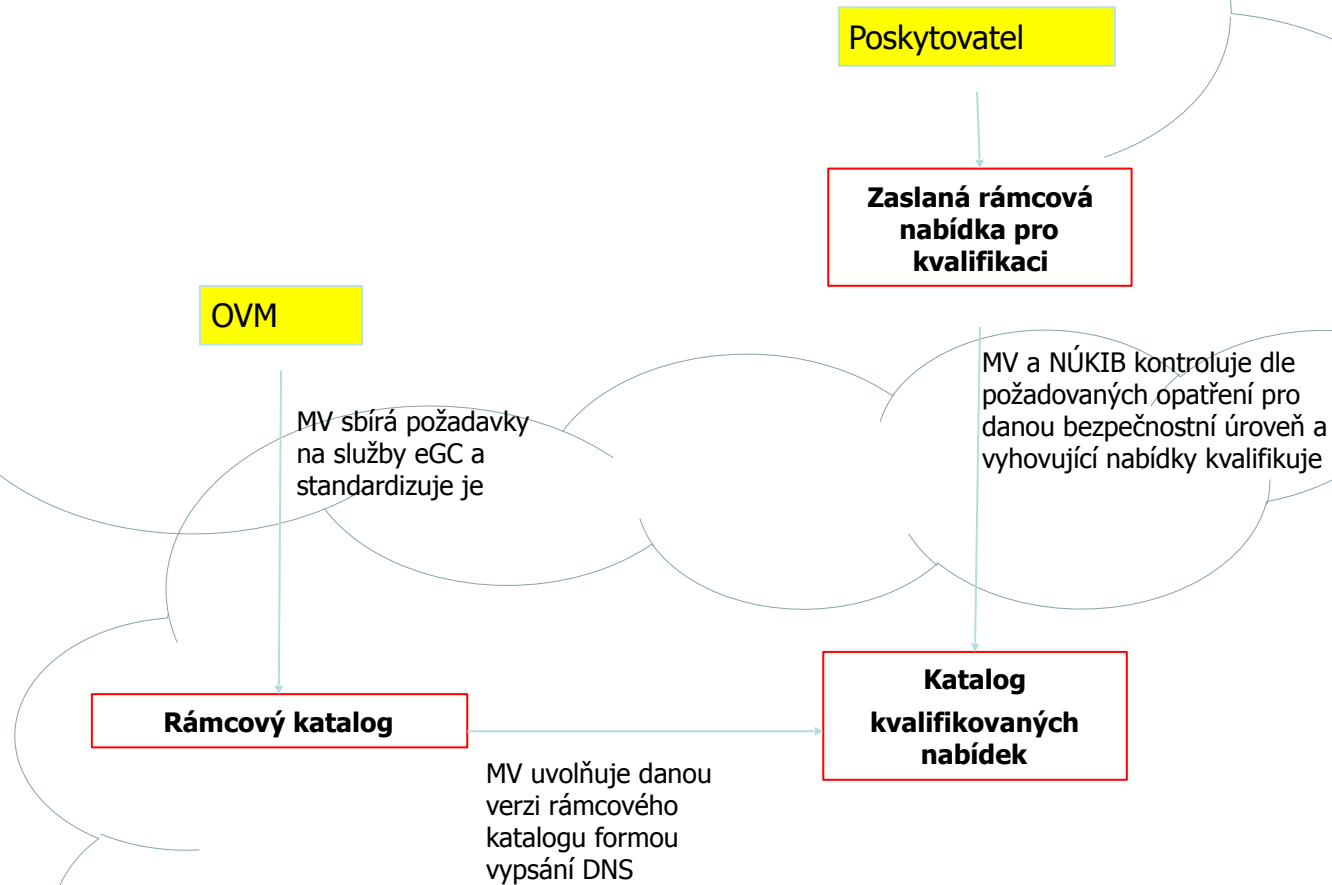 Poskytovatel
Zaslaná rámcová
nabídka pro
kvalifikaci
OVM
MV sbírá požadavky
na služby eGC a
standardizuje je
MV a NÚKIB kontroluje dle
požadovaných opatření pro
danou bezpečnostní úroveň a
vyhovující nabídky kvalifikuje
Rámcový katalog
MV uvolňuje danou
verzi rámcového
katalogu formou
vypsání DNS
Katalog
kvalifikovaných
nabídek